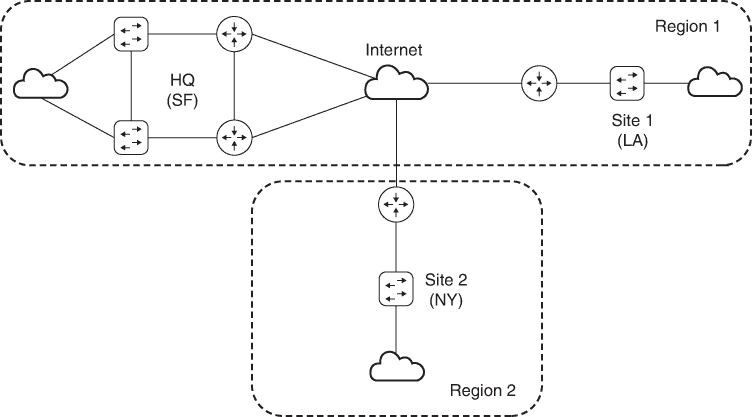 Region 1
Internet
HQ
(SF)
Site 1
(LA)
Site 2
(NY)
Region 2